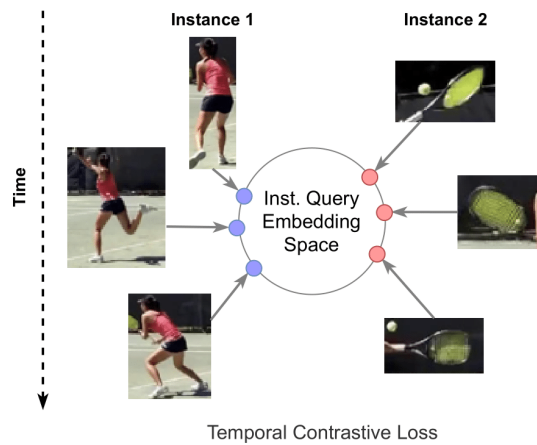 Instance 1
Instance 2
Time
Inst. Query
Embedding
Space
Temporal Contrastive Loss